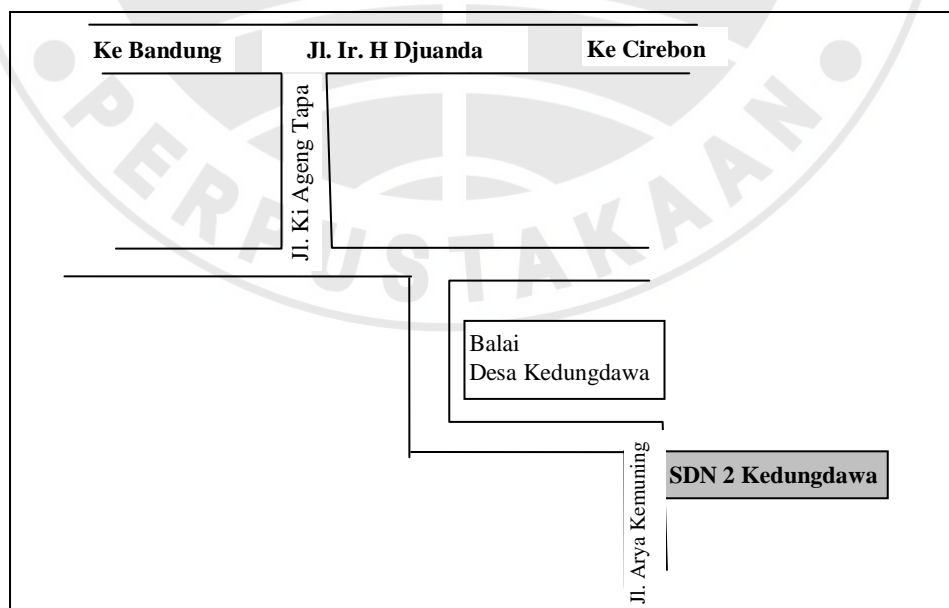 Ke Bandung
Jl. Ir. H Djuanda
Ke Cirebon
Jl. Ki Ageng Tapa
PERPUSTAKAAN
Balai
Desa Kedungdawa
Jl. Arya Kemuning
SDN 2 Kedungdawa